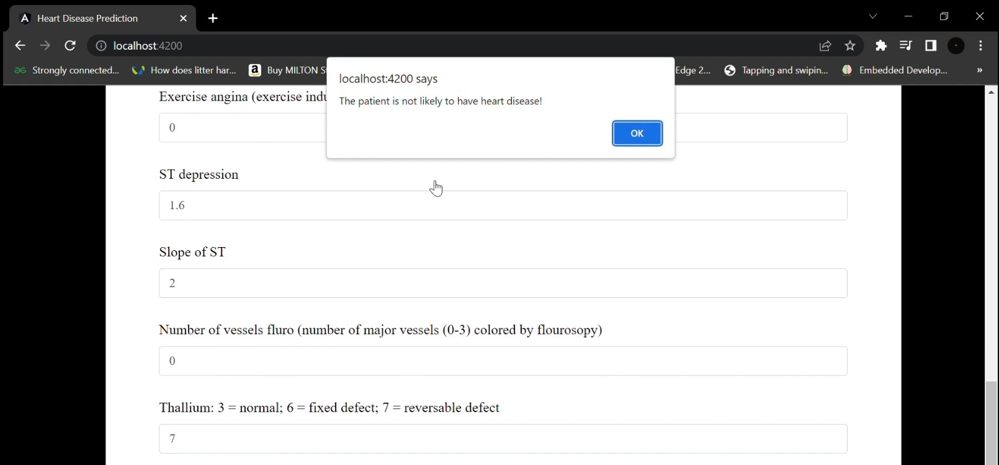 Heart Disease Prediction
localhost:4200
Strongly connected... How does litter har... Buy MILTON S Edge 2... Tapping and swipin... Embedded Develop... »
localhost:4200 says
The patient is not likely to have heart disease!
OK
Exercise angina (exercise indu
0
ST depression
1.6
Slope of ST
2
Number of vessels fluro (number of major vessels (0-3) colored by flourosopy)
0
Thallium: 3 = normal; 6 = fixed defect; 7 = reversable defect
7